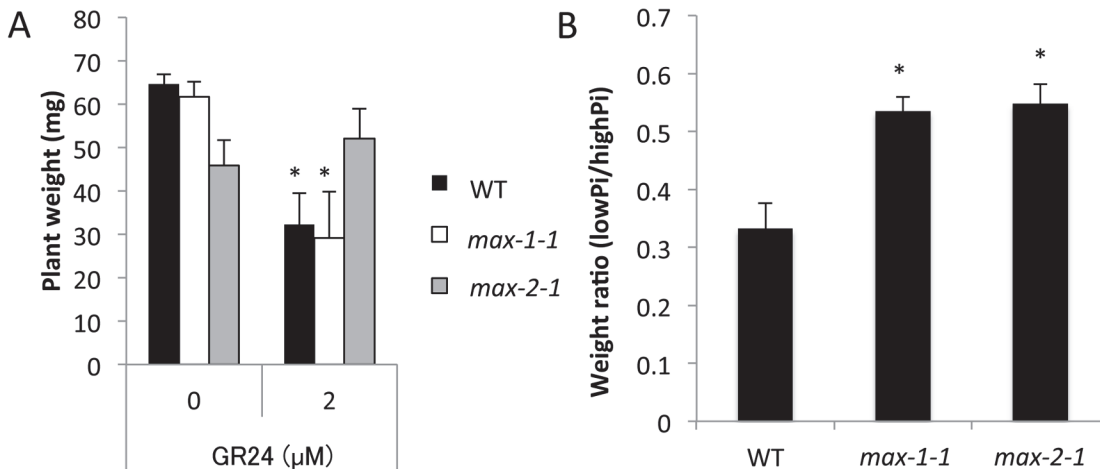 A
Plant weight (mg)
80
70
60
50
40
30
20
10
0
* *
0 2
GR24 (μM)
WT
max-1-1
max-2-1
B
Weight ratio (lowPi/highPi)
0.7
0.6
0.5
0.4
0.3
0.2
0.1
0
* *
WT max-1-1 max-2-1